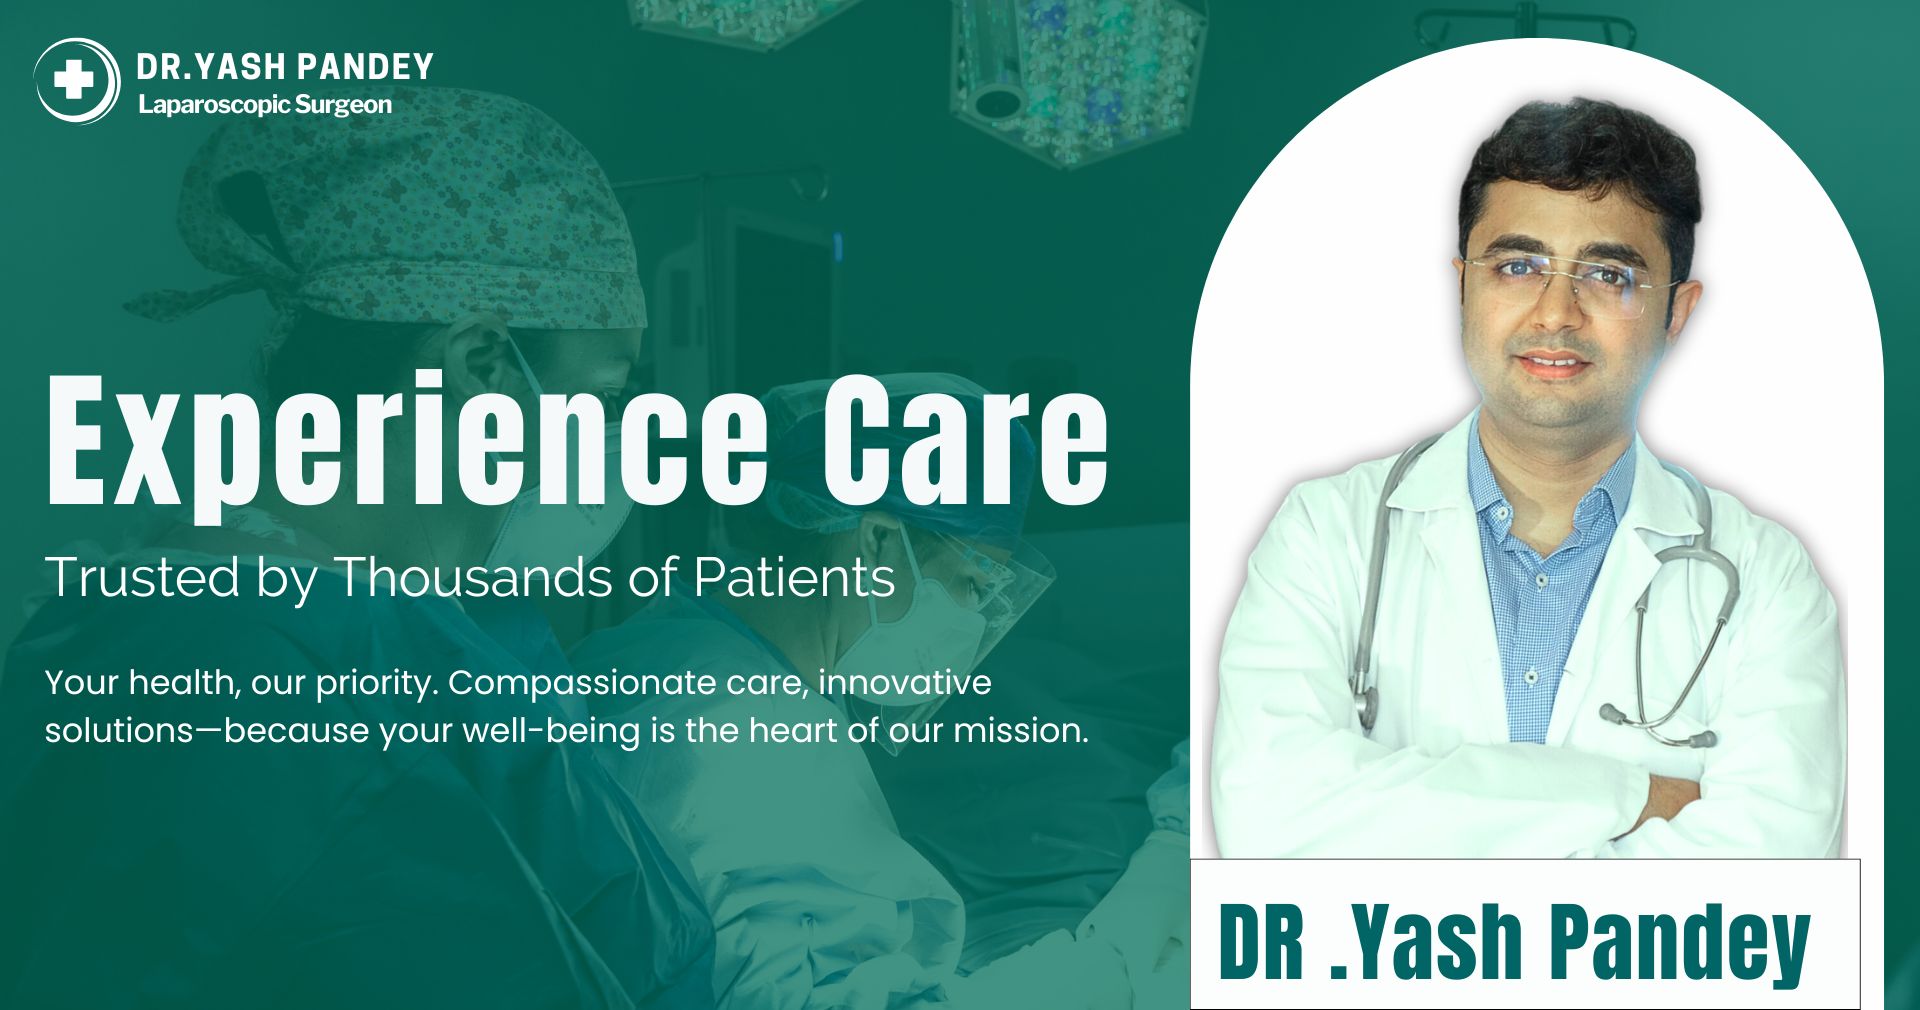 DR.YASH PANDEY
Laparoscopic Surgeon
Experience Care
Trusted by Thousands of Patients
Your health, our priority. Compassionate care, innovative
solutions—because your well-being is the heart of our mission.
DR .Yash Pandey